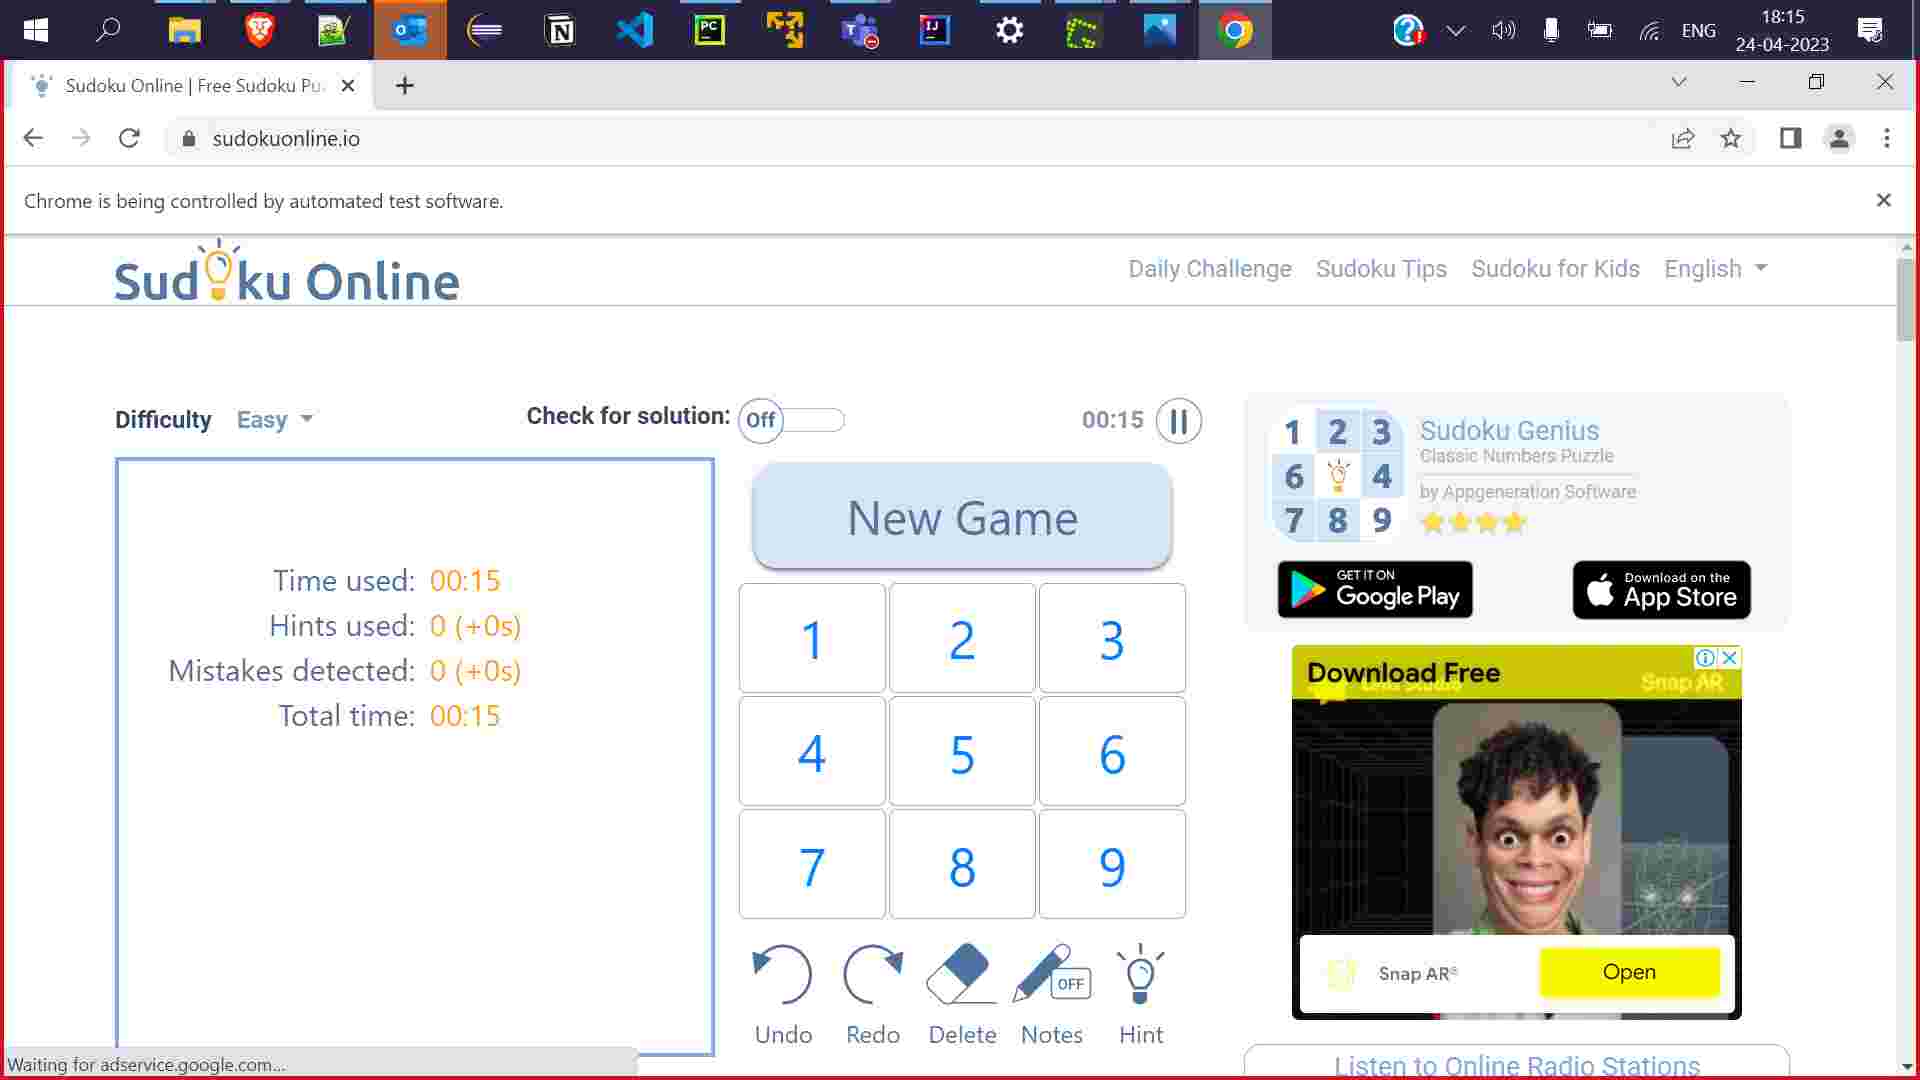 PC
IJ
ENG
18:15
24-04-2023
Sudoku Online | Free Sudoku Pu
sudokuonline.io
Chrome is being controlled by automated test software.
Sudoku Online
Daily Challenge Sudoku Tips Sudoku for Kids English
Difficulty Easy Check for solution: Off 00:15
New Game
Time used: 00:15
Hints used: 0 (+0s)
Mistakes detected: 0 (+0s)
Total time: 00:15
1 2 3
4 5 6
7 8 9
OFF
Undo Redo Delete Notes Hint
1 2 3
6 4
7 8 9
Sudoku Genius
Classic Numbers Puzzle
by Appgeneration Software
GET IT ON
Google Play
Download on the
App Store
Download Free
Snap AR
Snap AR®
Open
Listen to Online Radio Stations
Waiting for adservice.google.com...